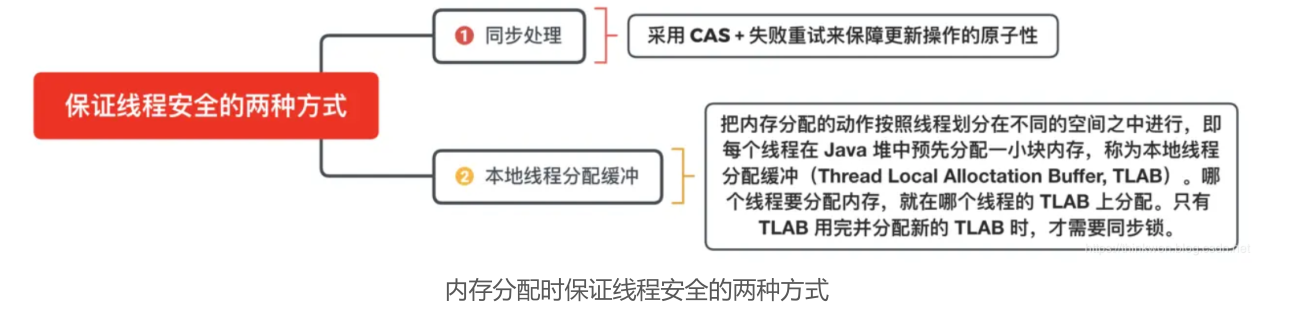 保证线程安全的两种方式
1 同步处理
采用 CAS + 失败重试来保障更新操作的原子性
2 本地线程分配缓冲
把内存分配的动作按照线程划分在不同的空间之中进行，即
每个线程在 Java 堆中预先分配一小块内存，称为本地线程
分配缓冲（Thread Local Alloctation Buffer, TLAB）。哪
个线程要分配内存，就在哪个线程的 TLAB 上分配。只有
TLAB 用完并分配新的 TLAB 时，才需要同步锁。
内存分配时保证线程安全的两种方式